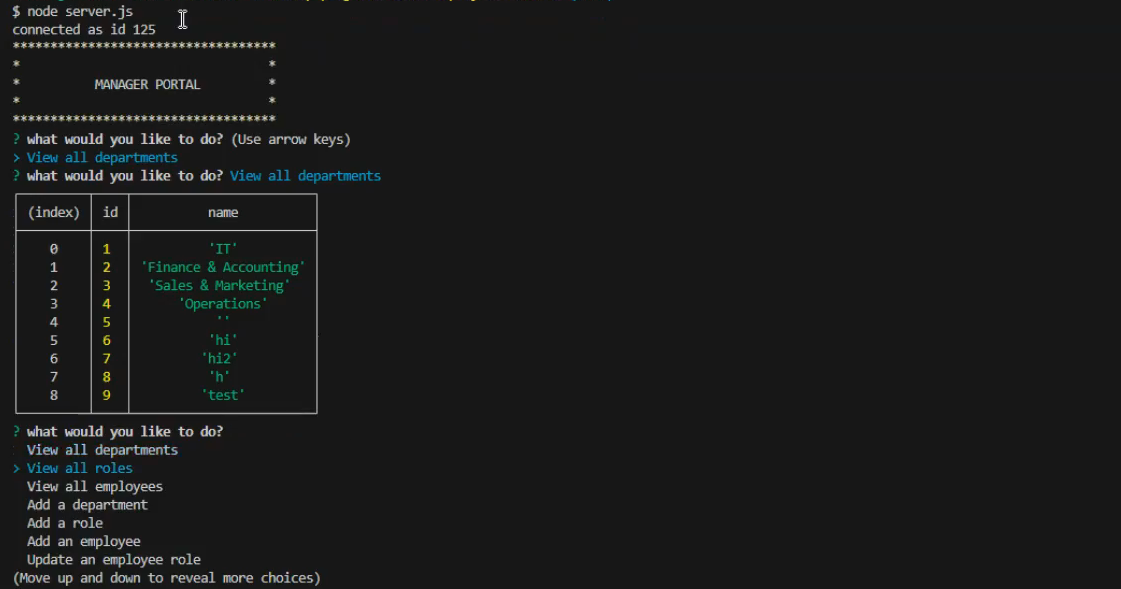 $ node server.js
connected as id 125
***********************************
* *
* MANAGER PORTAL *
* *
***********************************
? what would you like to do? (Use arrow keys)
> View all departments
? what would you like to do? View all departments
(index) id name
0 1 'IT'
1 2 'Finance & Accounting'
2 3 'Sales & Marketing'
3 4 'Operations'
4 5 ''
5 6 'hi'
6 7 'hi2'
7 8 'h'
8 9 'test'
? what would you like to do?
View all departments
> View all roles
View all employees
Add a department
Add a role
Add an employee
Update an employee role
(Move up and down to reveal more choices)